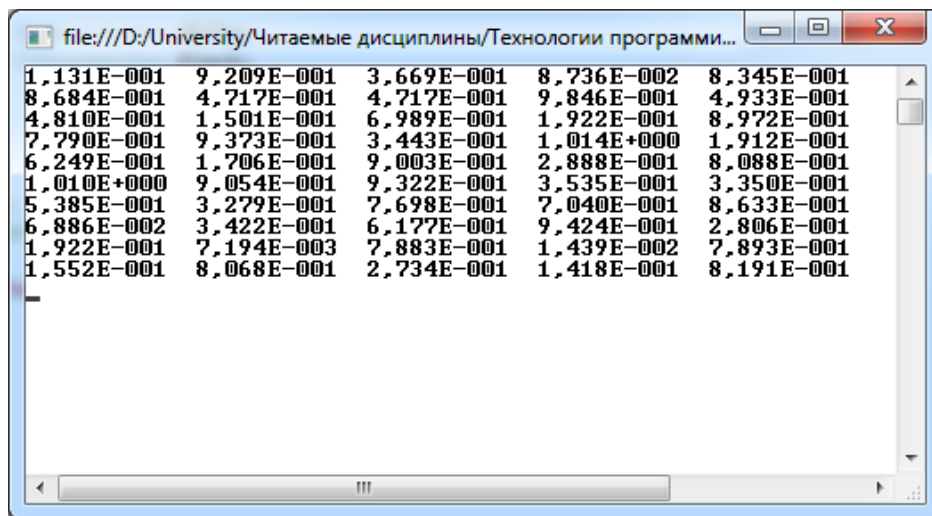 file:///D:/University/Читаемые дисциплины/Технологии программи...
1,131E-001 9,209E-001 3,669E-001 8,736E-002 8,345E-001
8,684E-001 4,717E-001 4,717E-001 9,846E-001 4,933E-001
4,810E-001 1,501E-001 6,989E-001 1,922E-001 8,972E-001
7,790E-001 9,373E-001 3,443E-001 1,014E+000 1,912E-001
6,249E-001 1,706E-001 9,003E-001 2,888E-001 8,088E-001
1,010E+000 9,054E-001 9,322E-001 3,535E-001 3,350E-001
5,385E-001 3,279E-001 7,698E-001 7,040E-001 8,633E-001
6,886E-002 3,422E-001 6,177E-001 9,424E-001 2,806E-001
1,922E-001 7,194E-003 7,883E-001 1,439E-002 7,893E-001
1,552E-001 8,068E-001 2,734E-001 1,418E-001 8,191E-001